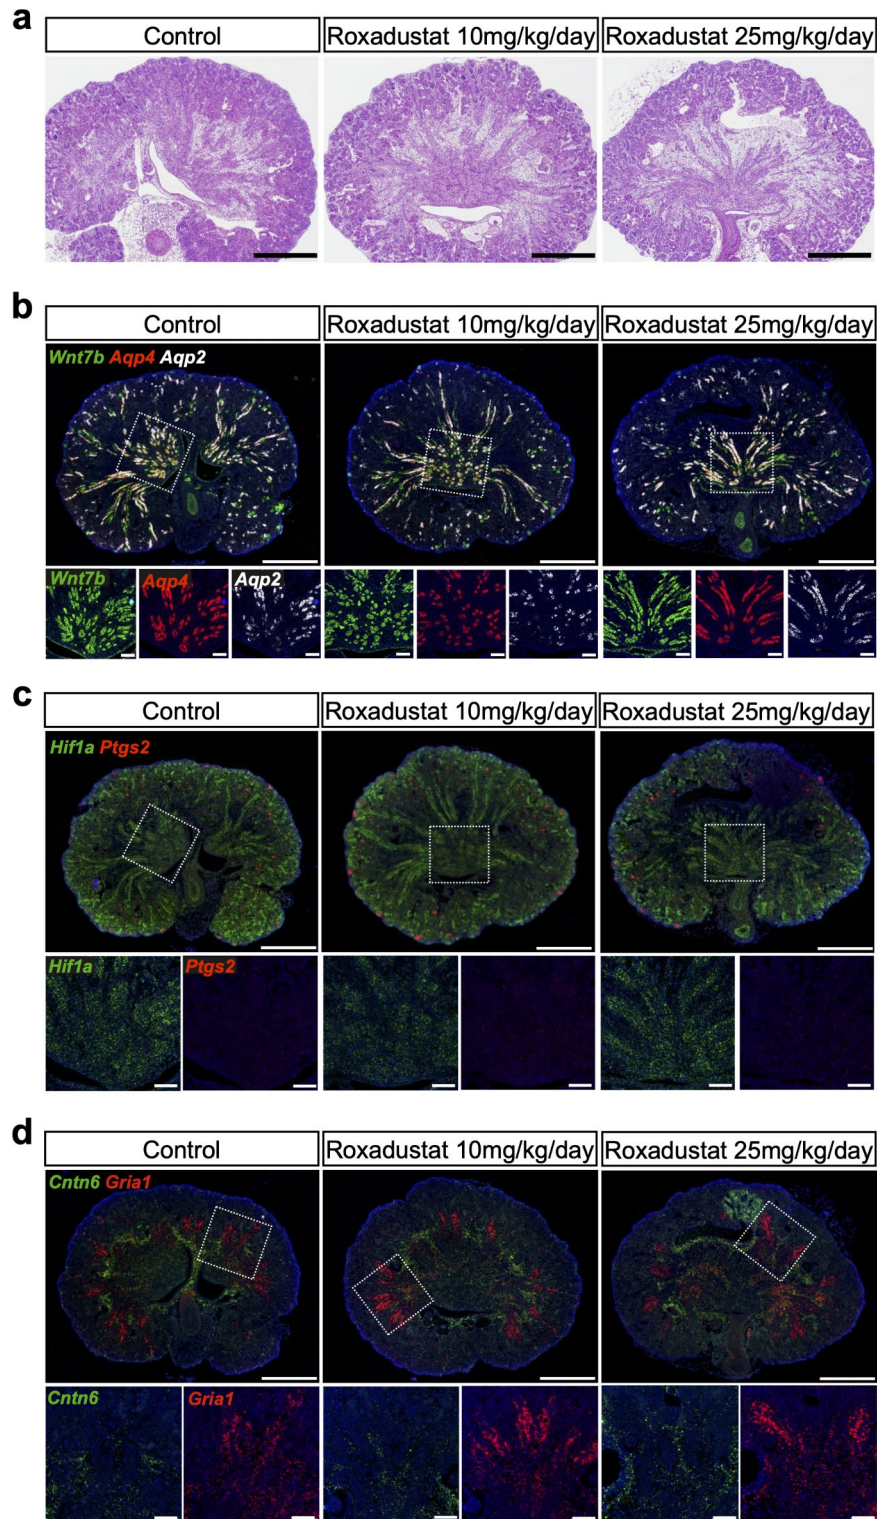 a
Control
Roxadustat 10mg/kg/day
Roxadustat 25mg/kg/day
b
Control
Roxadustat 10mg/kg/day
Roxadustat 25mg/kg/day
Wnt7b Aqp4 Aqp2
Wnt7b
Aqp4
Aqp2
c
Control
Roxadustat 10mg/kg/day
Roxadustat 25mg/kg/day
Hif1a Ptgs2
Hif1a
Ptgs2
d
Control
Roxadustat 10mg/kg/day
Roxadustat 25mg/kg/day
Cntn6 Gria1
Cntn6
Gria1